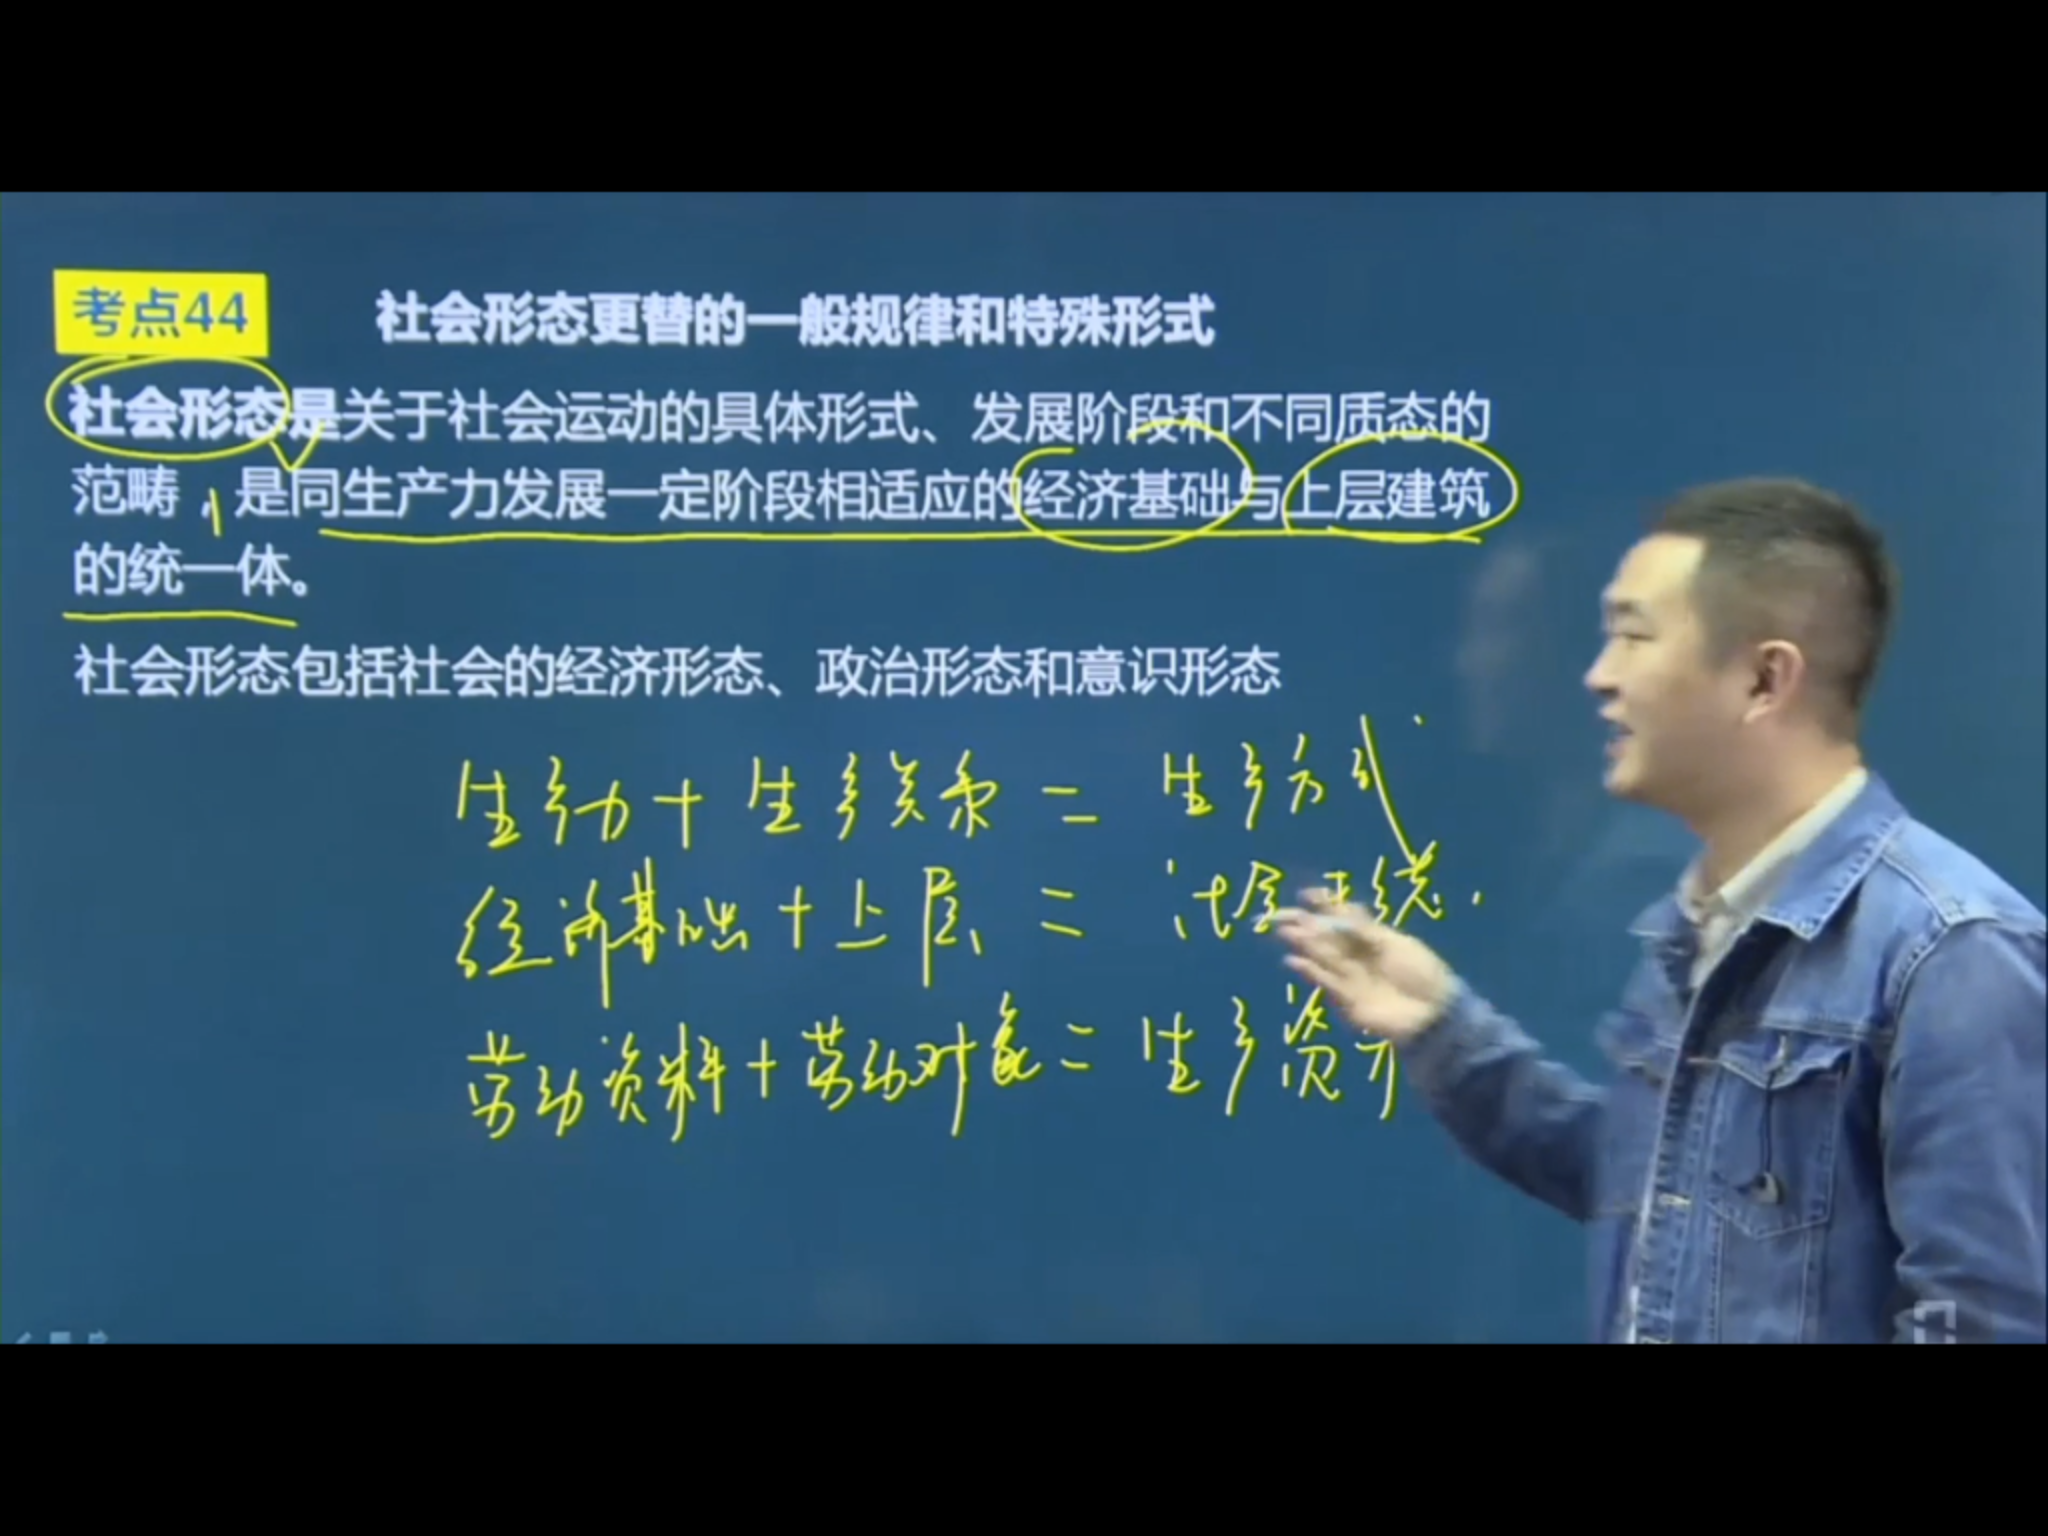 考点44
社会形态更替的一般规律和特殊形式
社会形态是关于社会运动的具体形式、发展阶段和不同质态的
范畴，是同生产力发展一定阶段相适应的经济基础与上层建筑
的统一体。
社会形态包括社会的经济形态、政治形态和意识形态
生产力+生产关系=生产方式
经济基础+上层=社会形态.
劳动资料+劳动对象=生产资